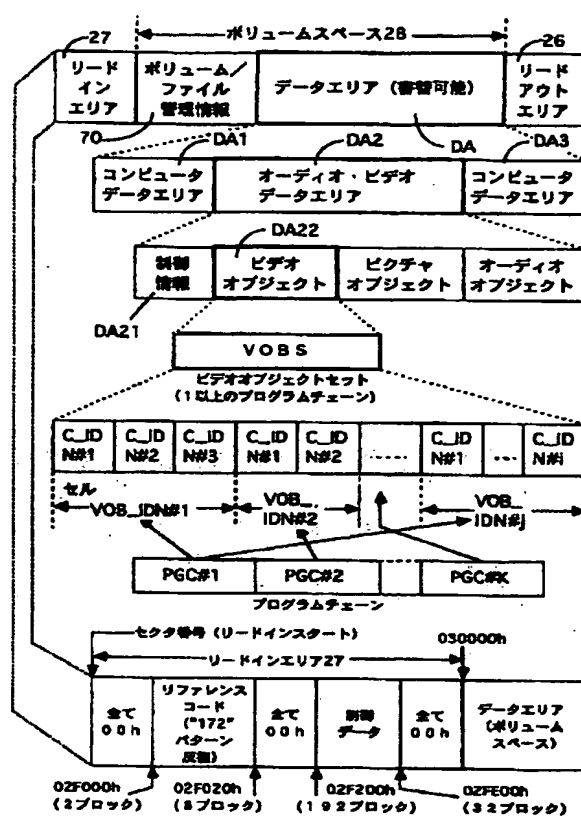 27
ボリュームスペース28
26
リード
イン
エリア
ボリューム/
ファイル
管理情報
データエリア (書替可能)
リード
アウト
エリア
70
DA1
DA2
DA
DA3
コンピュータ
データエリア
オーディオ・ビデオ
データエリア
コンピュータ
データエリア
DA22
制御
情報
ビデオ
オブジェクト
ピクチャ
オブジェクト
オーディオ
オブジェクト
DA21
VOBS
ビデオオブジェクトセット
(1以上のプログラムチェーン)
C_ID
N#1
C_ID
N#2
C_ID
N#3
C_ID
N#1
C_ID
N#2
C_ID
N#1
C_ID
N#i
セル
VOB_IDN#1
VOB_
IDN#2
VOB_
IDN#j
PGC#1
PGC#2
PGC#K
プログラムチェーン
セクタ番号 (リードインスタート)
030000h
リードインエリア27
全て
00h
リファレンス
コード
("172"
パターン
反復)
全て
00h
制御
データ
全て
00h
データエリア
(ボリューム
スペース)
02F000h
(2ブロック)
02F020h
(8ブロック)
02F200h
(192ブロック)
02FE00h
(32ブロック)